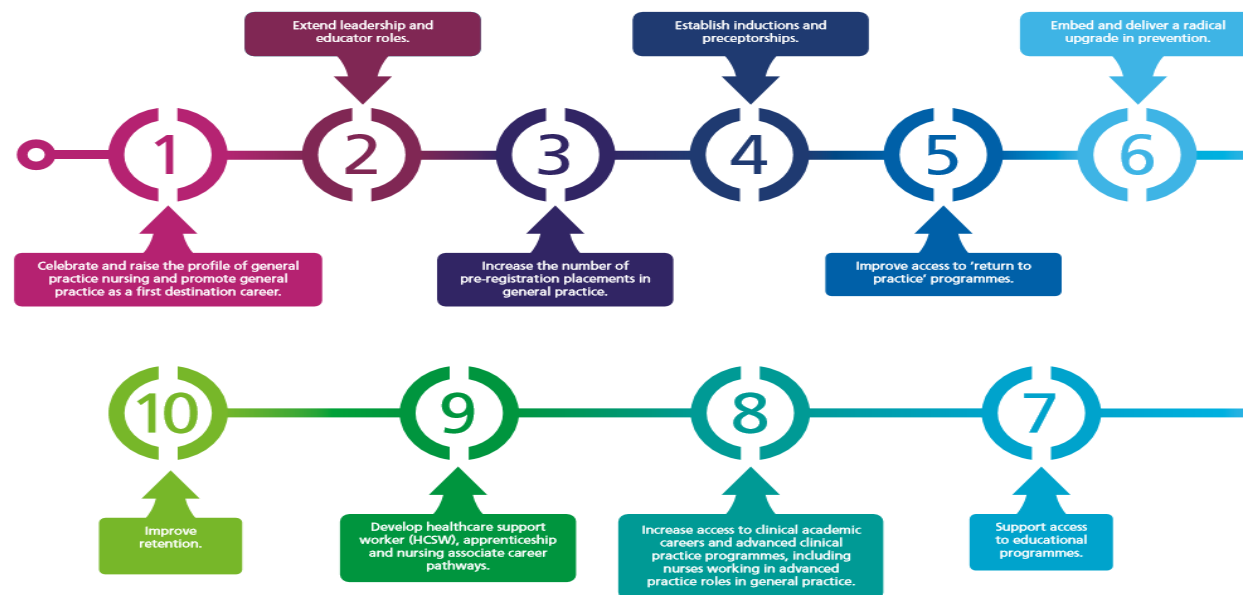 Extend leadership and
educator roles.
Establish inductions and
preceptorships.
Embed and deliver a radical
upgrade in prevention.
1
2
3
4
5
6
Celebrate and raise the profile of general
practice nursing and promote general
practice as a first destination career.
Increase the number of
pre-registration placements in
general practice.
Improve access to ‘return to
practice’ programmes.
10
9
8
7
Improve
retention.
Develop healthcare support
worker (HCSW), apprenticeship
and nursing associate career
pathways.
Increase access to clinical academic
careers and advanced clinical
practice programmes, including
nurses working in advanced
practice roles in general practice.
Support access
to educational
programmes.